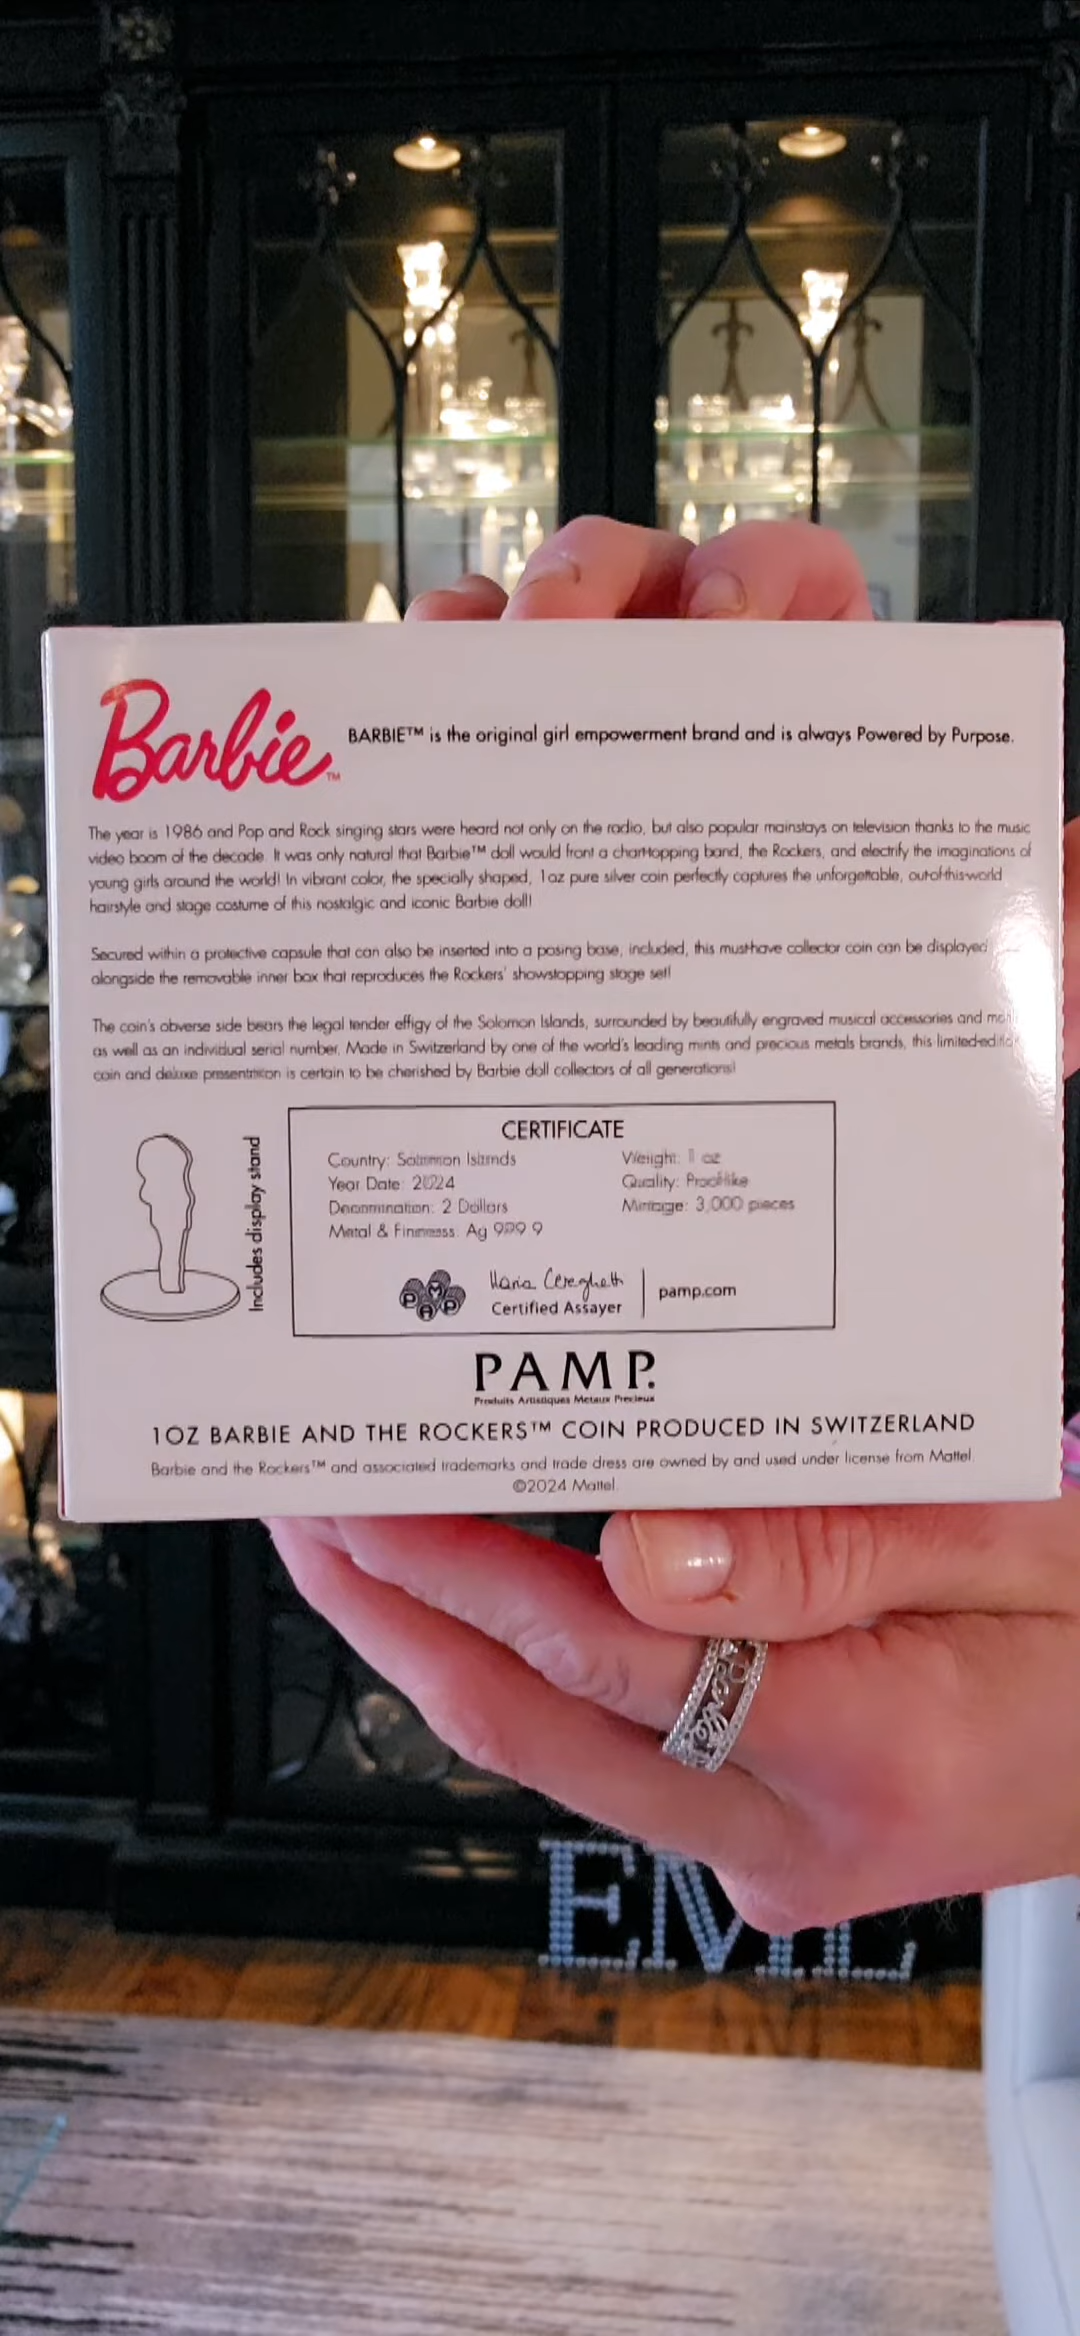 Barbie™
BARBIE™ is the original girl empowerment brand and is always Powered by Purpose.
The year is 1986 and Pop and Rock singing stars were heard not only on the radio, but also popular mainstays on television thanks to the music
video boom of the decade. It was only natural that Barbie™ doll would front a chart-topping band, the Rockers, and electrify the imaginations of
young girls around the world! In vibrant color, the specially shaped, 1oz pure silver coin perfectly captures the unforgettable, out-of-this-world
hairstyle and stage costume of this nostalgic and iconic Barbie doll!
Secured within a protective capsule that can also be inserted into a posing base, included, this must-have collector coin can be displayed
alongside the removable inner box that reproduces the Rockers' showstopping stage set!
The coin's obverse side bears the legal tender effigy of the Solomon Islands, surrounded by beautifully engraved musical accessories and
as well as an individual serial number. Made in Switzerland by one of the world's leading mints and precious metals brands, this limited-edition
coin and deluxe presentation is certain to be cherished by Barbie doll collectors of all generations!
Includes display stand
CERTIFICATE
Country: Solomon Islands
Year Date: 2024
Denomination: 2 Dollars
Metal & Fineness: Ag 999.9
Weight: 1 oz
Quality: Proof-like
Mintage: 3,000 pieces
PAMP
Certified Assayer
pamp.com
PAMP.
Produits Artistiques Metaux Precieux
1OZ BARBIE AND THE ROCKERS™ COIN PRODUCED IN SWITZERLAND
Barbie and the Rockers™ and associated trademarks and trade dress are owned by and used under license from Mattel.
©2024 Mattel.